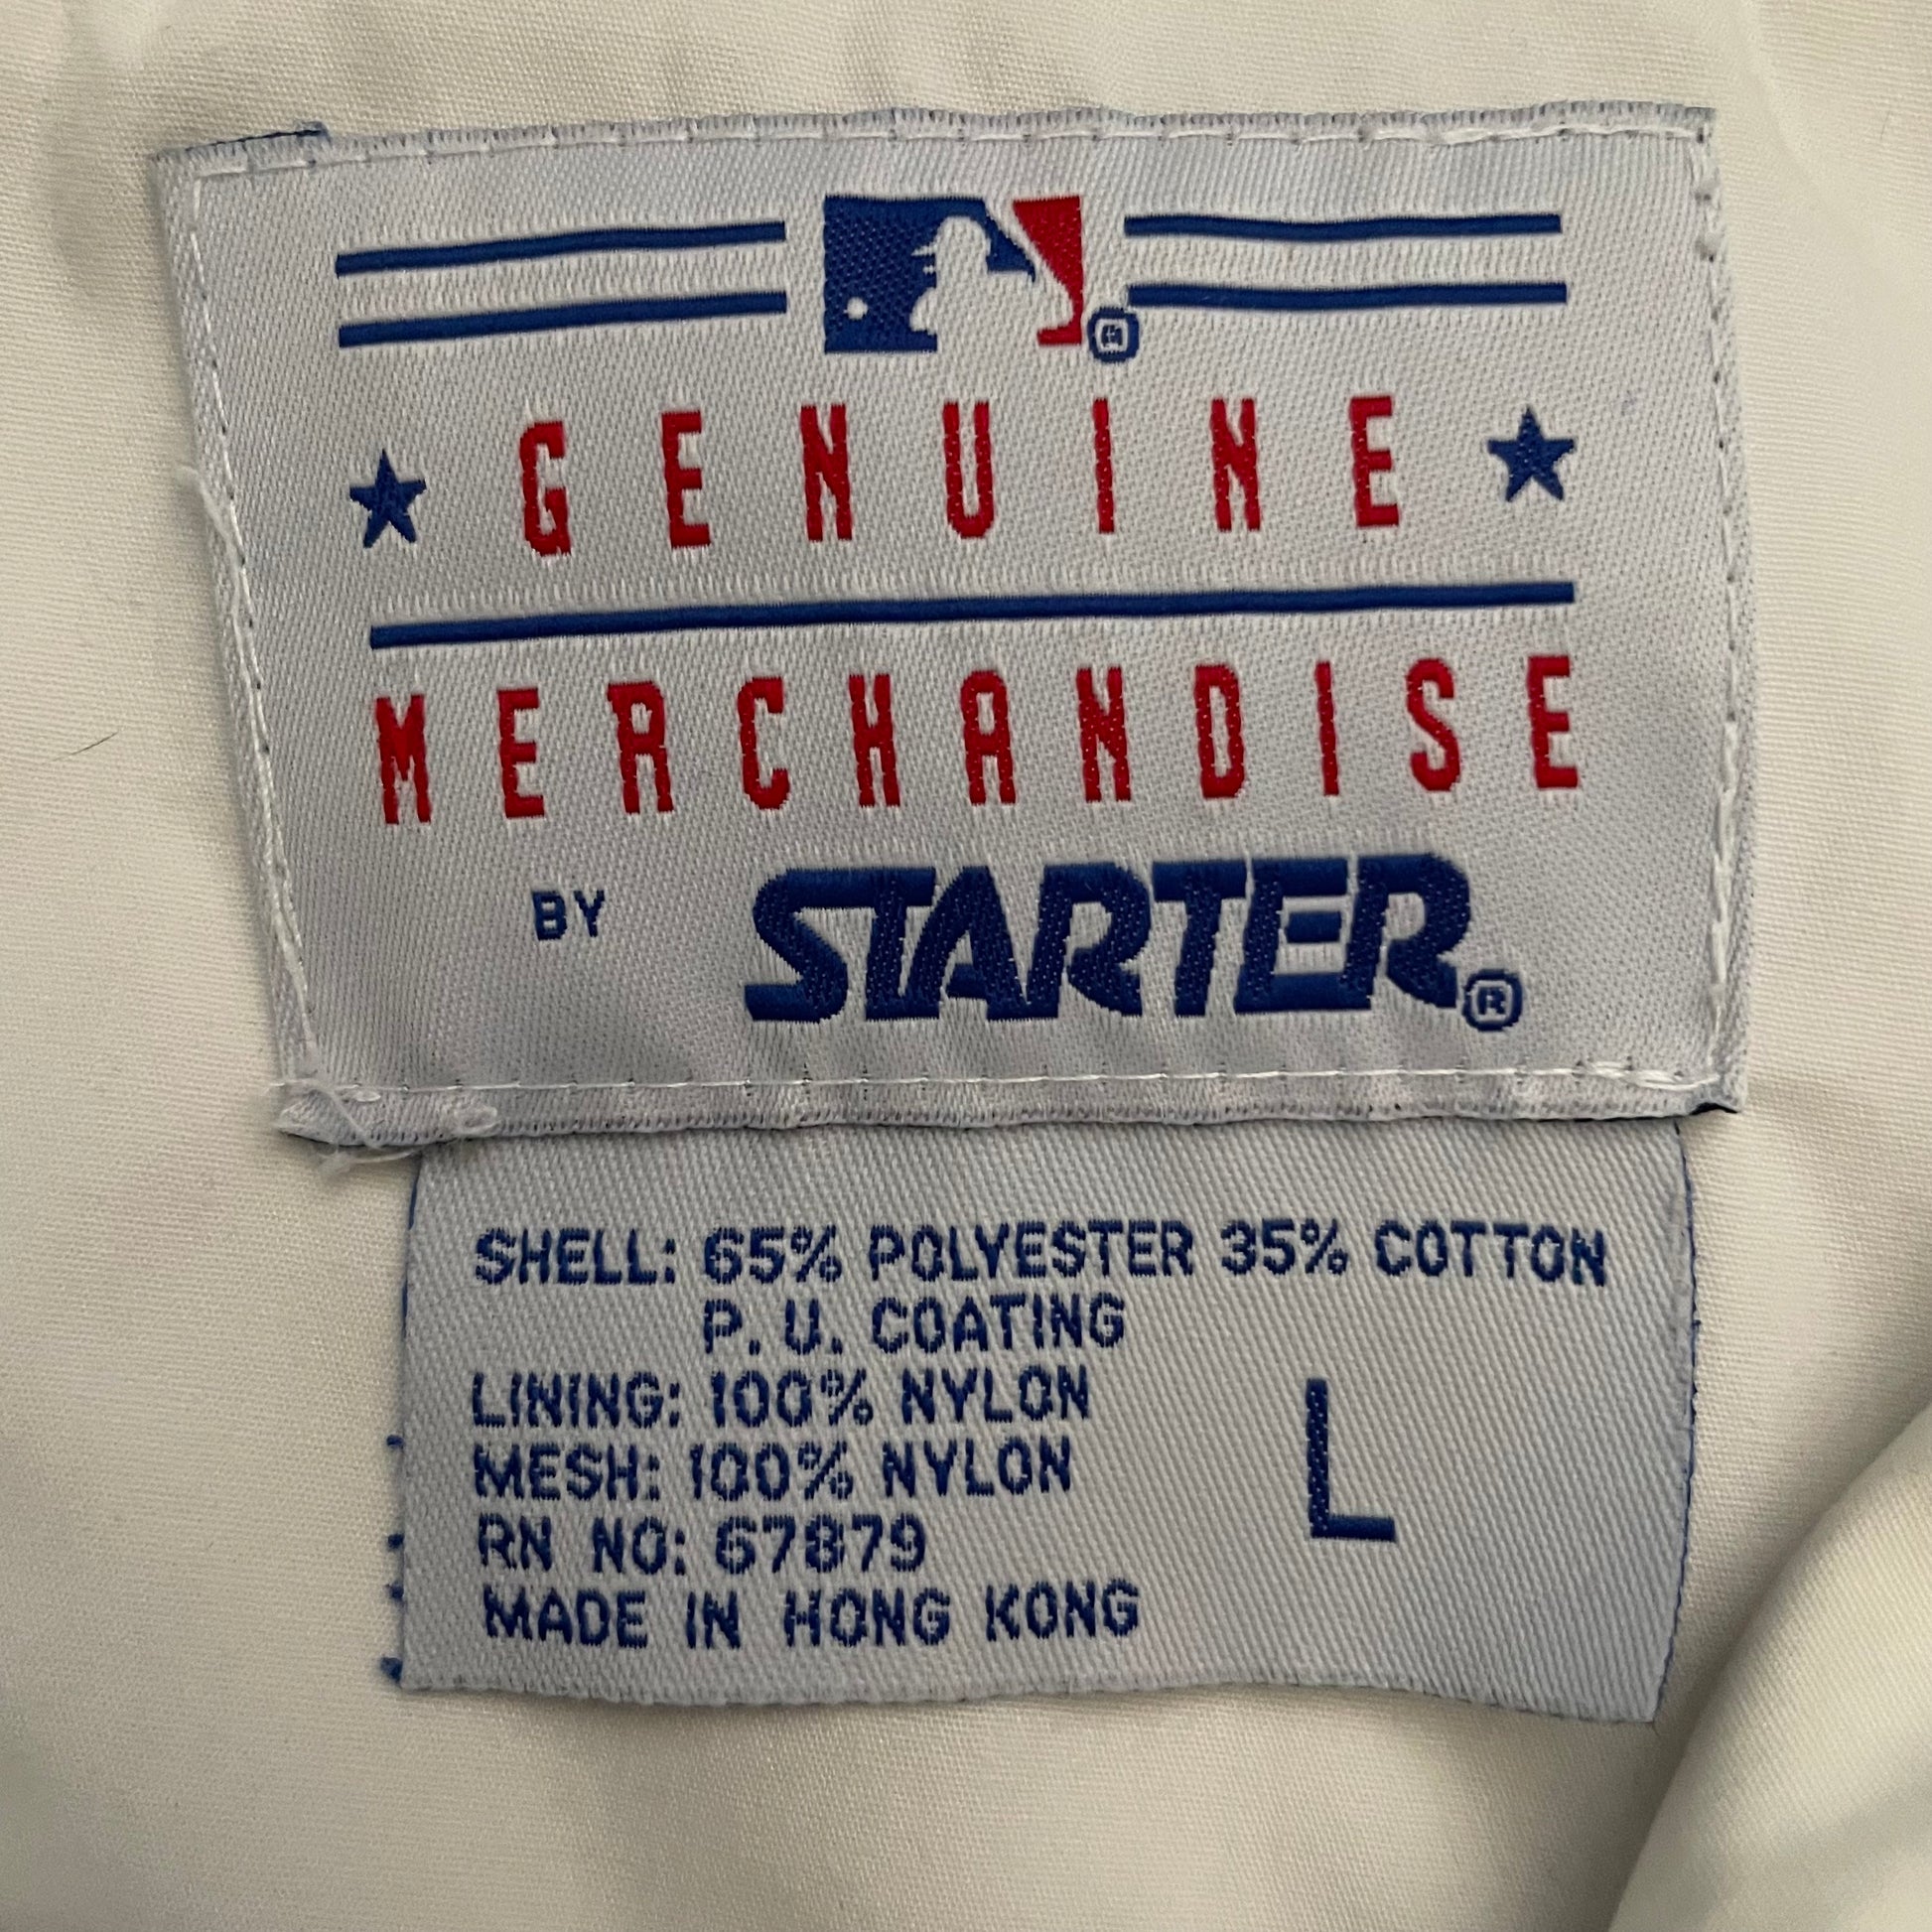 GENUINE
MERCHANDISE
BY STARTER®
SHELL: 65% POLYESTER 35% COTTON
P. U. COATING
LINING: 100% NYLON
MESH: 100% NYLON
RN NO: 67879
MADE IN HONG KONG
L